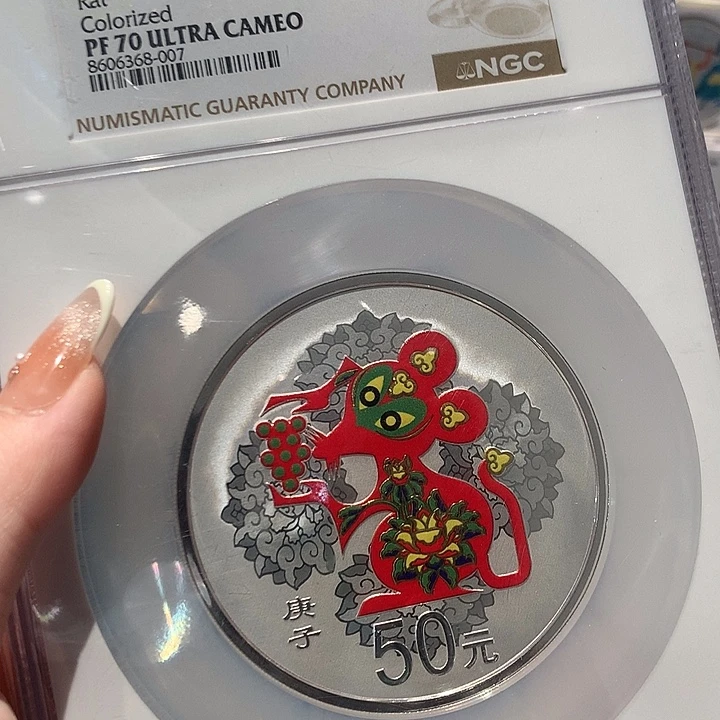 Rat
Colorized
PF 70 ULTRA CAMEO
8606368-007
NGC
NUMISMATIC GUARANTY COMPANY
庚子
50元